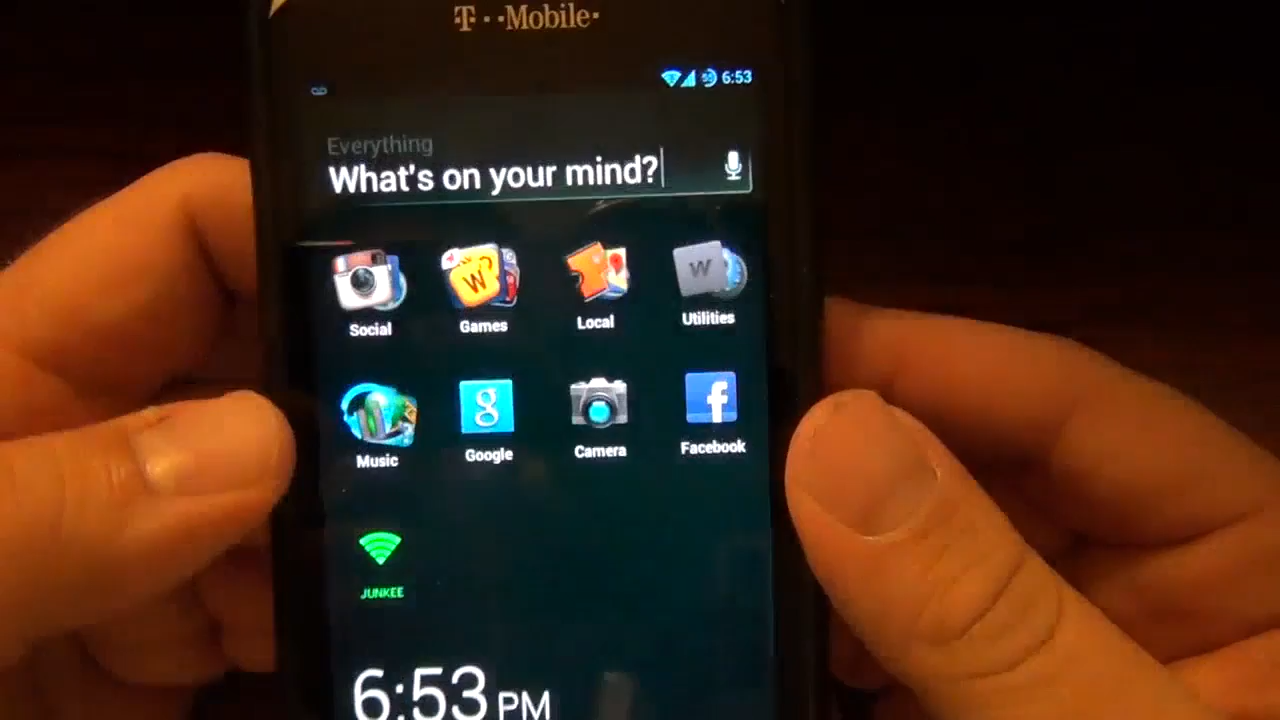 T··Mobile·
6:53
Everything
What's on your mind?
W
W
Social
Games
Local
Utilities
g
f
Music
Google
Camera
Facebook
JUNKEE
6:53 PM